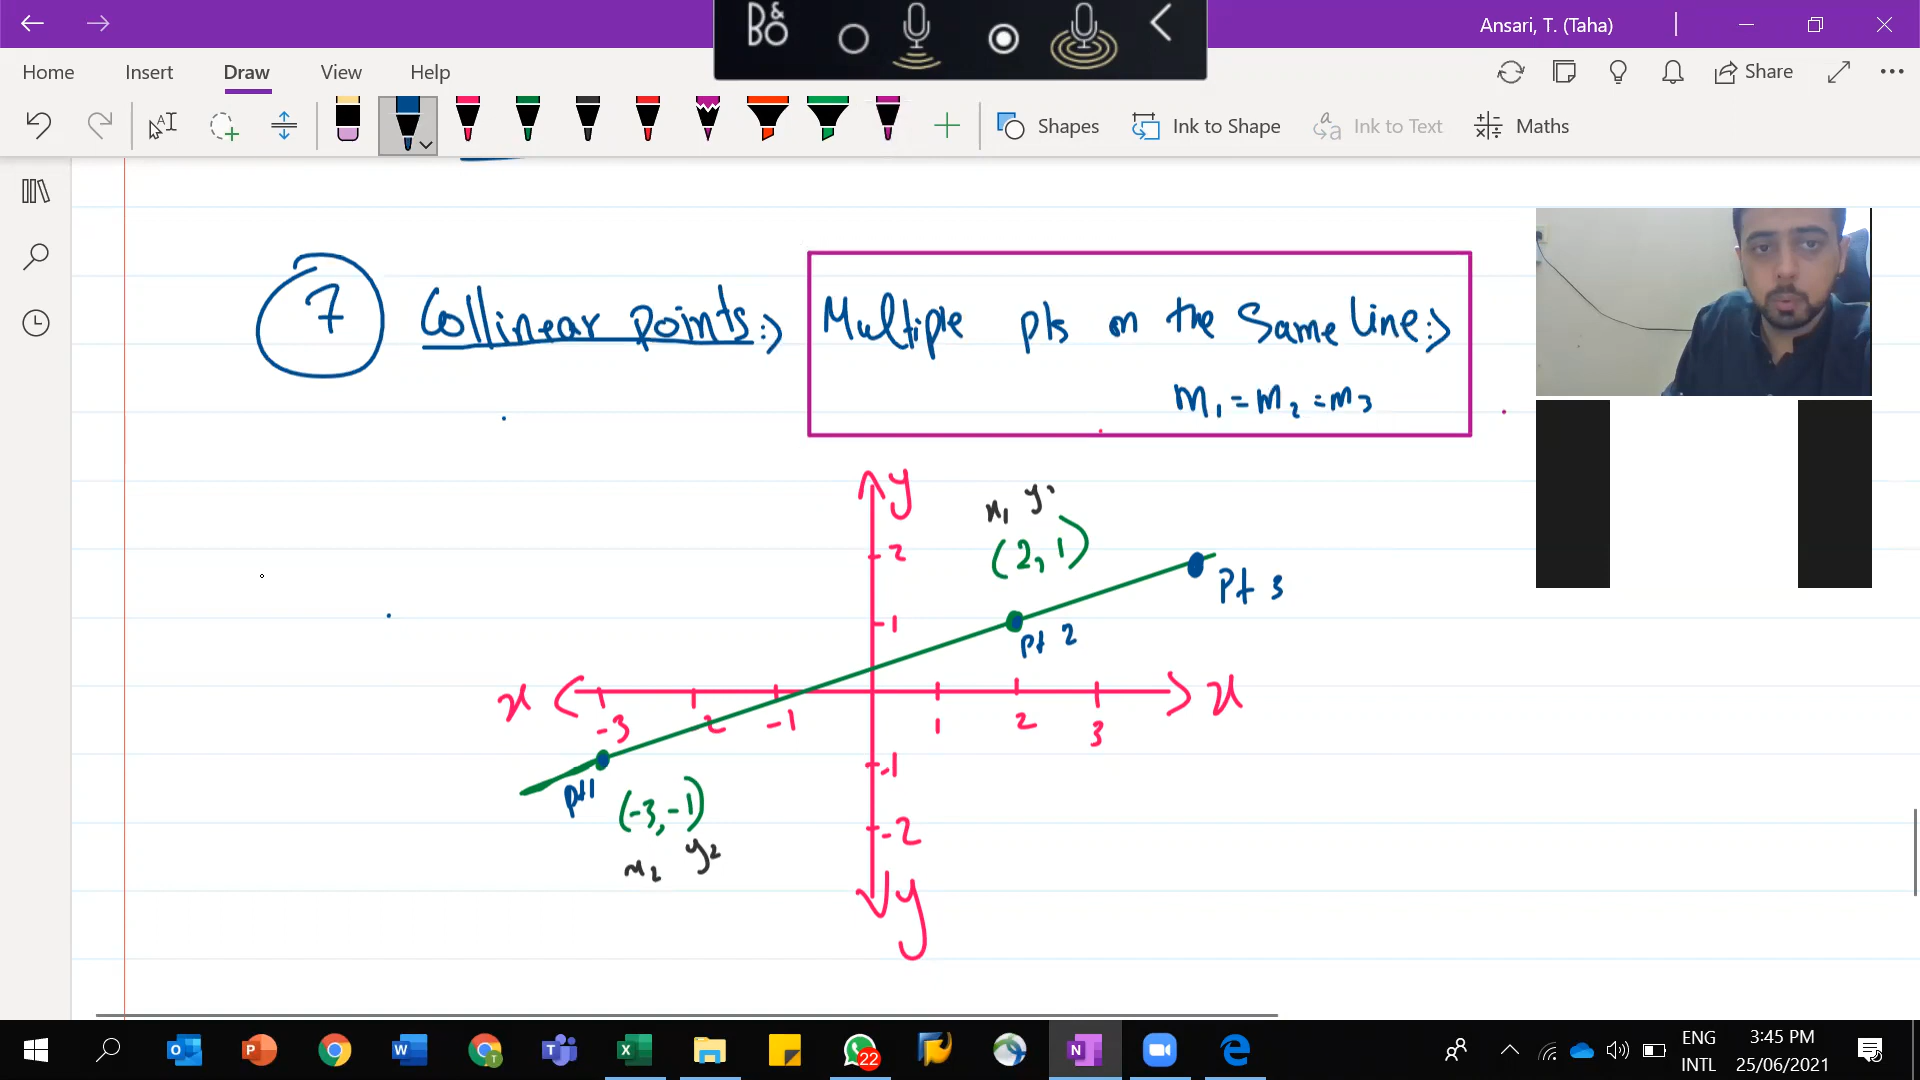 B&O
Ansari, T. (Taha)
Home Insert Draw View Help
Share
Shapes Ink to Shape Ink to Text Maths
7 Collinear points:> Multiple pts on the same line:>
m₁ = m₂ = m₃
y
x₁ y₁
2 (2, 1)
Pt 3
1
Pt 2
x x
-3 2 -1 1 2 3
-1
Pt 1 (-3, -1)
-2
x₂ y₂
y
22
ENG 3:45 PM
INTL 25/06/2021